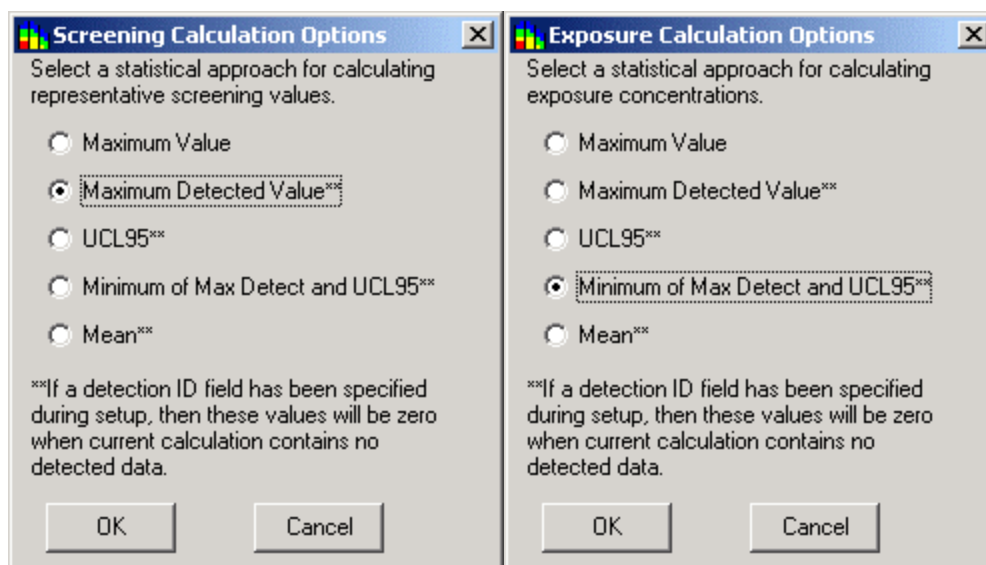 Screening Calculation Options
Select a statistical approach for calculating
representative screening values.
Maximum Value
Maximum Detected Value**
UCL95**
Minimum of Max Detect and UCL95**
Mean**
**If a detection ID field has been specified
during setup, then these values will be zero
when current calculation contains no
detected data.
OK Cancel
Exposure Calculation Options
Select a statistical approach for calculating
exposure concentrations.
Maximum Value
Maximum Detected Value**
UCL95**
Minimum of Max Detect and UCL95**
Mean**
**If a detection ID field has been specified
during setup, then these values will be zero
when current calculation contains no
detected data.
OK Cancel